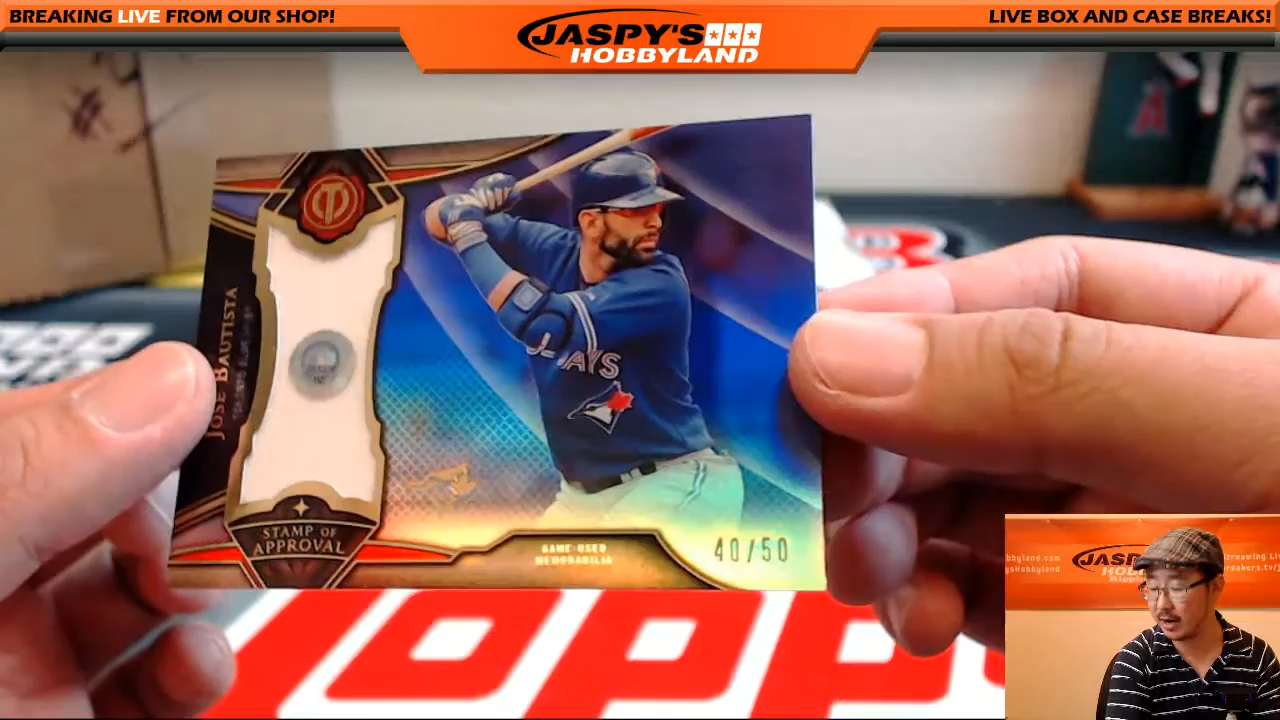 BREAKING LIVE FROM OUR SHOP!
JASPY'S
HOBBYLAND
LIVE BOX AND CASE BREAKS!
JOSE BAUTISTA
JAYS
STAMP OF
APPROVAL
GAME-USED
MEMORABILIA
40/50
JASPY